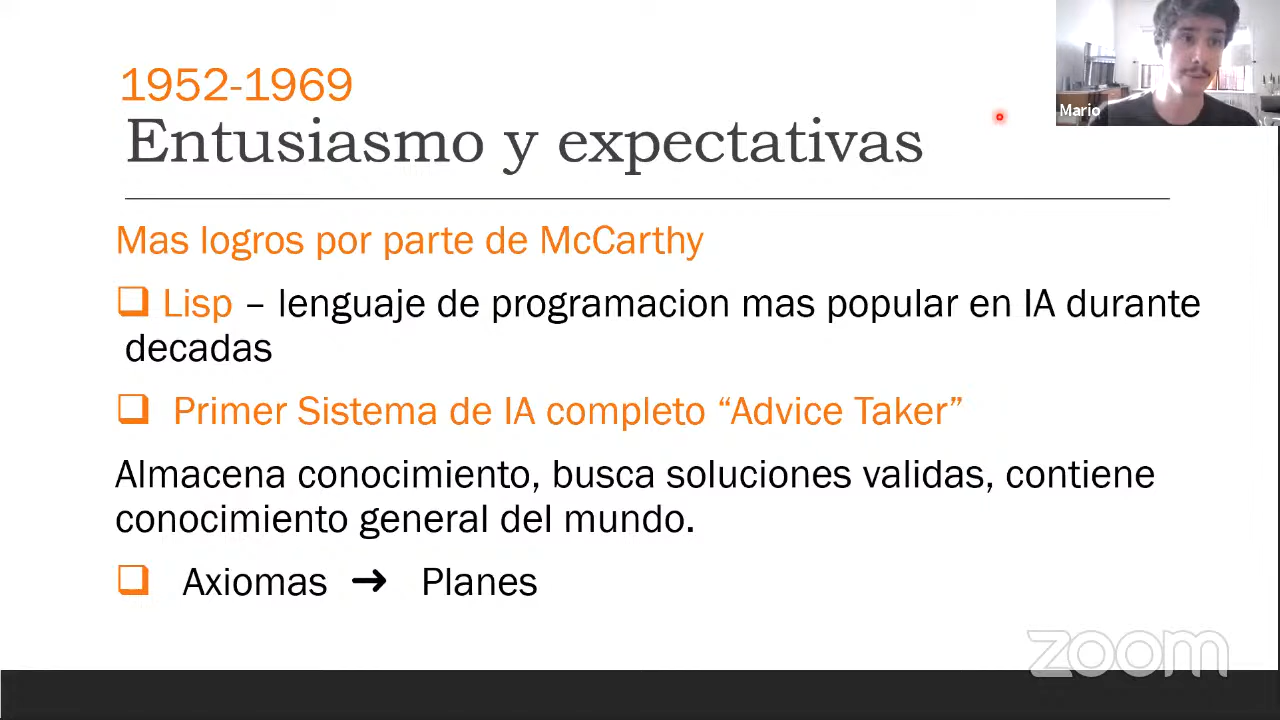 1952-1969
Entusiasmo y expectativas
Mario
Mas logros por parte de McCarthy
Lisp – lenguaje de programacion mas popular en IA durante
decadas
Primer Sistema de IA completo “Advice Taker”
Almacena conocimiento, busca soluciones validas, contiene
conocimiento general del mundo.
Axiomas ➔ Planes
zoom